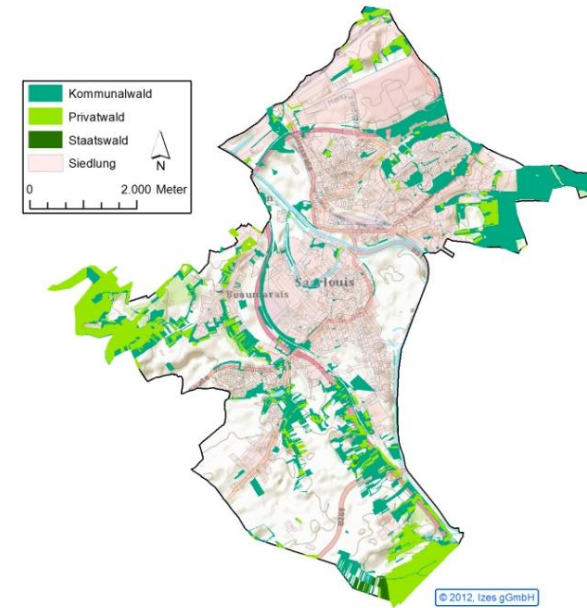 Kommunalwald
Privatwald
Staatswald
Siedlung
N
0 2.000 Meter
Saarlouis
Beaumarais
© 2012, Izes gGmbH